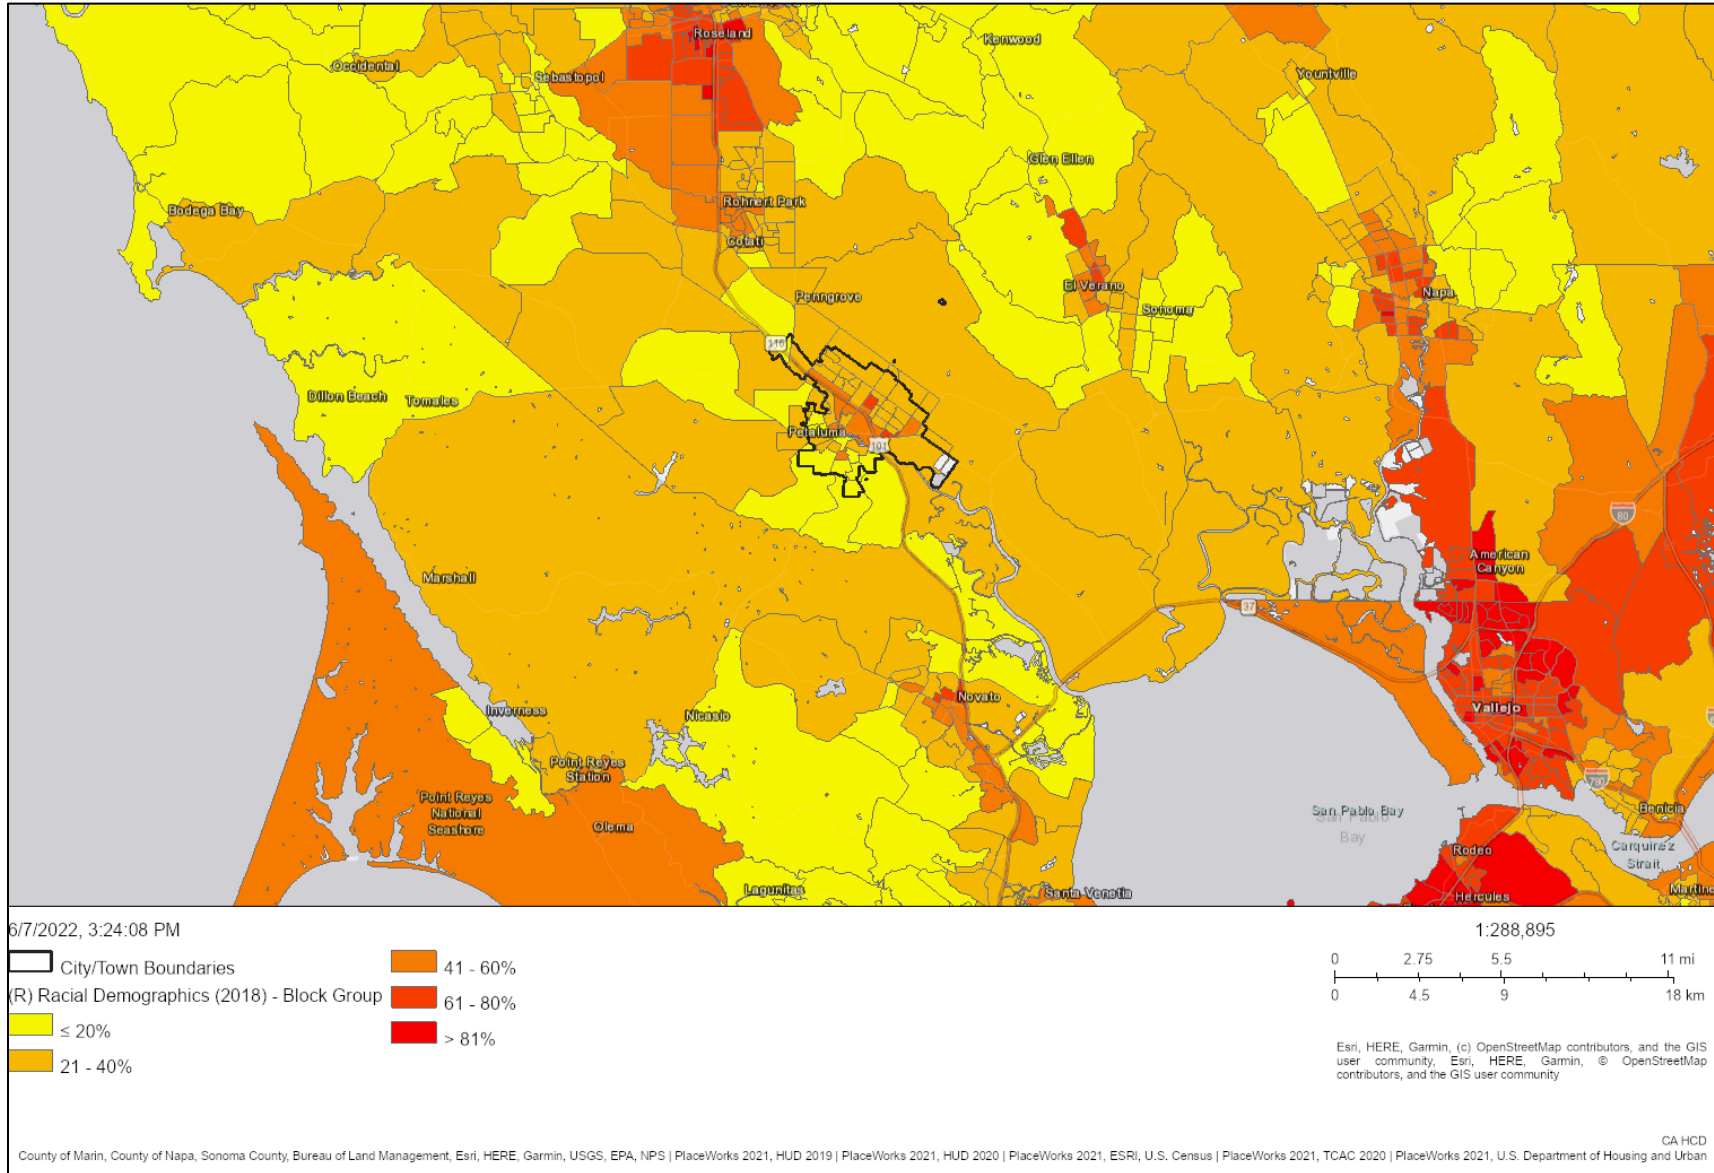 Roseland
Kenwood
Occidental
Sebastopol
Yountville
Glen Ellen
Bodega Bay
Rohnert Park
Cotati
El Verano
Sonoma
Napa
Penngrove
116
Dillon Beach
Tomales
Petaluma
101
80
Marshall
American
Canyon
37
Inverness
Nicasio
Novato
Vallejo
Point Reyes
Station
780
Point Reyes
National
Seashore
Olema
San Pablo Bay
San Pablo
Bay
Benicia
Carquinez
Strait
Rodeo
Lagunitas
Santa Venetia
Hercules
Martine
6/7/2022, 3:24:08 PM
City/Town Boundaries
(R) Racial Demographics (2018) - Block Group
≤ 20%
21 - 40%
41 - 60%
61 - 80%
> 81%
1:288,895
0 2.75 5.5 11 mi
0 4.5 9 18 km
Esri, HERE, Garmin, (c) OpenStreetMap contributors, and the GIS
user community, Esri, HERE, Garmin, © OpenStreetMap
contributors, and the GIS user community
CA HCD
County of Marin, County of Napa, Sonoma County, Bureau of Land Management, Esri, HERE, Garmin, USGS, EPA, NPS | PlaceWorks 2021, HUD 2019 | PlaceWorks 2021, HUD 2020 | PlaceWorks 2021, ESRI, U.S. Census | PlaceWorks 2021, TCAC 2020 | PlaceWorks 2021, U.S. Department of Housing and Urban